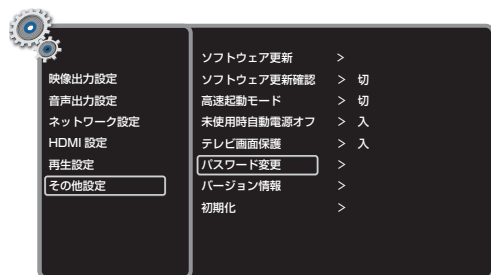 映像出力設定
音声出力設定
ネットワーク設定
HDMI 設定
再生設定
その他設定
ソフトウェア更新 >
ソフトウェア更新確認 > 切
高速起動モード > 切
未使用時自動電源オフ > 入
テレビ画面保護 > 入
パスワード変更 >
バージョン情報 >
初期化 >